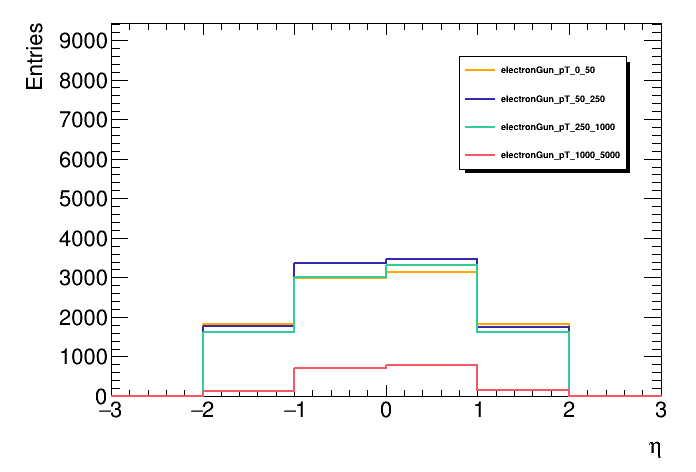 Entries
9000
8000
7000
6000
5000
4000
3000
2000
1000
0
electronGun_pT_0_50
electronGun_pT_50_250
electronGun_pT_250_1000
electronGun_pT_1000_5000
−3 −2 −1 0 1 2 3
η